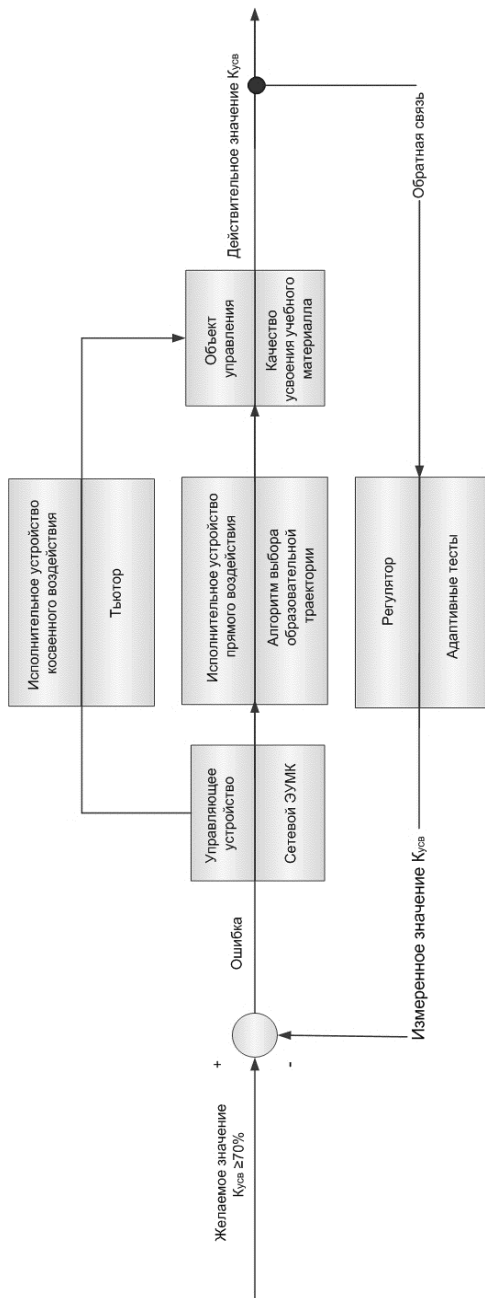 Желаемое значение
Kусв ≥70%
+
-
Ошибка
Управляющее
устройство
Сетевой ЭУМК
Исполнительное устройство
косвенного воздействия
Тьютор
Исполнительное устройство
прямого воздействия
Алгоритм выбора
образовательной
траектории
Объект
управления
Качество
усвоения учебного
материалла
Действительное значение Kусв
Обратная связь
Регулятор
Адаптивные тесты
Измеренное значение Kусв